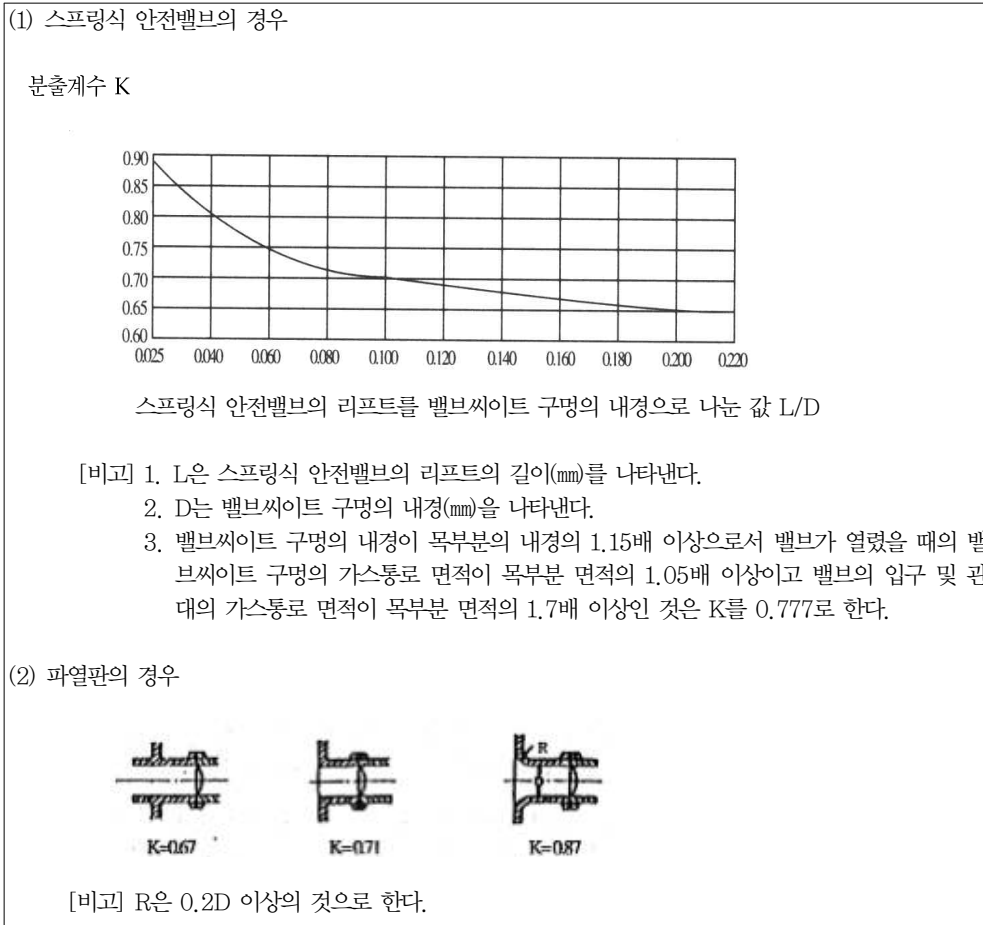 (1) 스프링식 안전밸브의 경우
분출계수 K
0.90
0.85
0.80
0.75
0.70
0.65
0.60
0.025 0.040 0.060 0.080 0.100 0.120 0.140 0.160 0.180 0.200 0.220
스프링식 안전밸브의 리프트를 밸브씨이트 구멍의 내경으로 나눈 값 L/D
[비고] 1. L은 스프링식 안전밸브의 리프트의 길이(㎜)를 나타낸다.
2. D는 밸브씨이트 구멍의 내경(㎜)을 나타낸다.
3. 밸브씨이트 구멍의 내경이 목부분의 내경의 1.15배 이상으로서 밸브가 열렸을 때의 밸
브씨이트 구멍의 가스통로 면적이 목부분 면적의 1.05배 이상이고 밸브의 입구 및 관
대의 가스통로 면적이 목부분 면적의 1.7배 이상인 것은 K를 0.777로 한다.
(2) 파열판의 경우
R
D
K=0.67 K=0.71 K=0.87
[비고] R은 0.2D 이상의 것으로 한다.